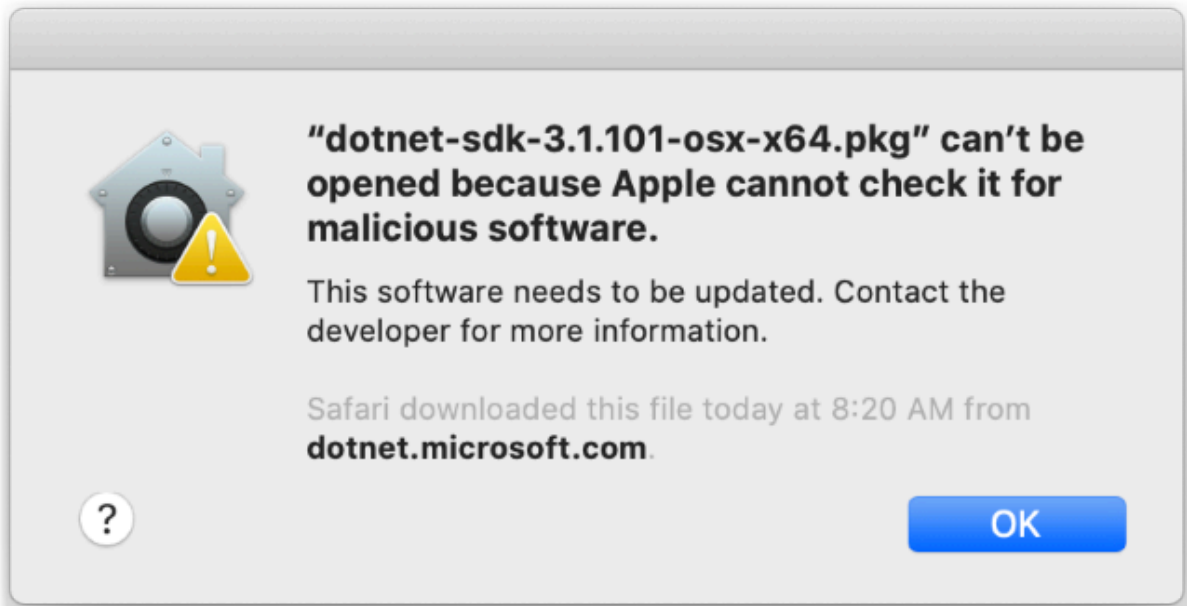 “dotnet-sdk-3.1.101-osx-x64.pkg” can’t be
opened because Apple cannot check it for
malicious software.
This software needs to be updated. Contact the
developer for more information.
Safari downloaded this file today at 8:20 AM from
dotnet.microsoft.com.
?
OK